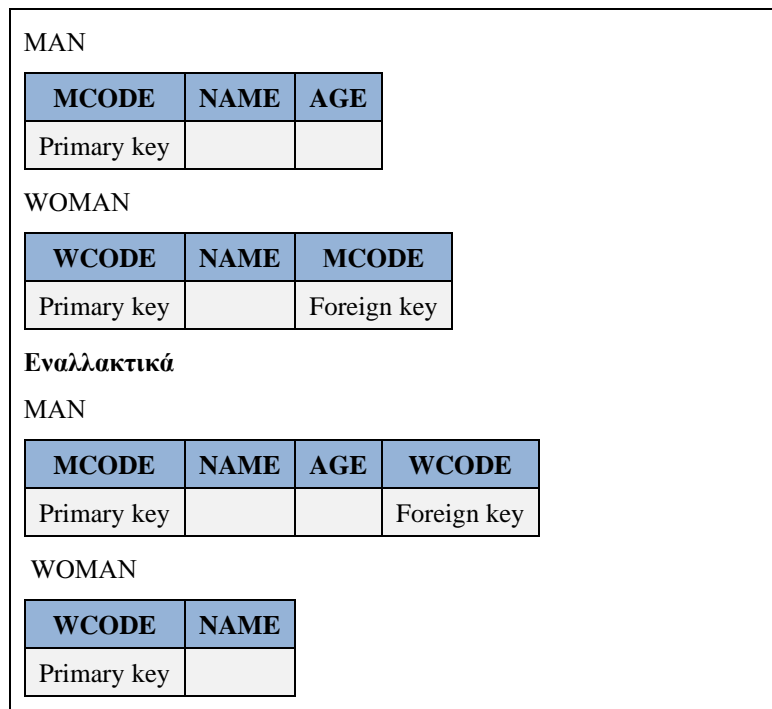 MAN
MCODE NAME AGE
Primary key
WOMAN
WCODE NAME MCODE
Primary key Foreign key
Εναλλακτικά
MAN
MCODE NAME AGE WCODE
Primary key Foreign key
WOMAN
WCODE NAME
Primary key